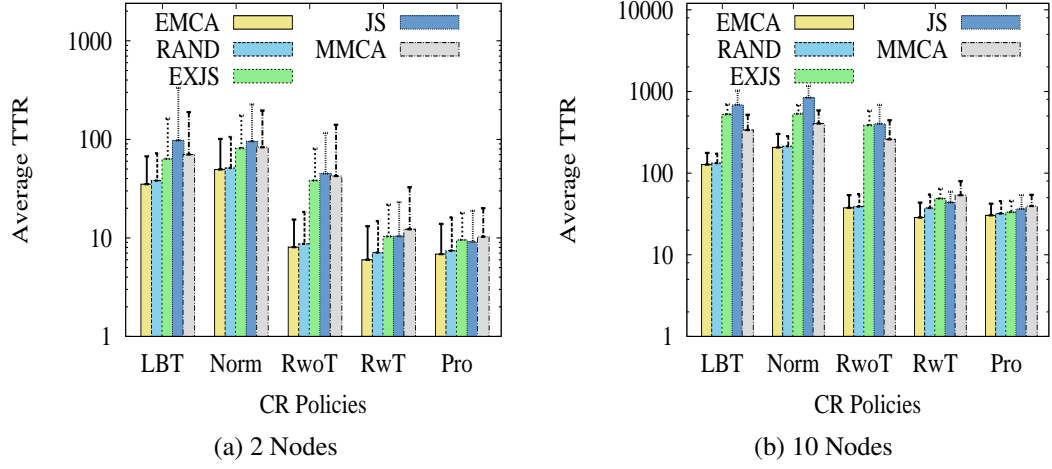 EMCA
RAND
EXJS
JS
MMCA
1000
100
10
1
Average TTR
LBT Norm RwoT RwT Pro
CR Policies
(a) 2 Nodes
EMCA
RAND
EXJS
JS
MMCA
10000
1000
100
10
1
Average TTR
LBT Norm RwoT RwT Pro
CR Policies
(b) 10 Nodes